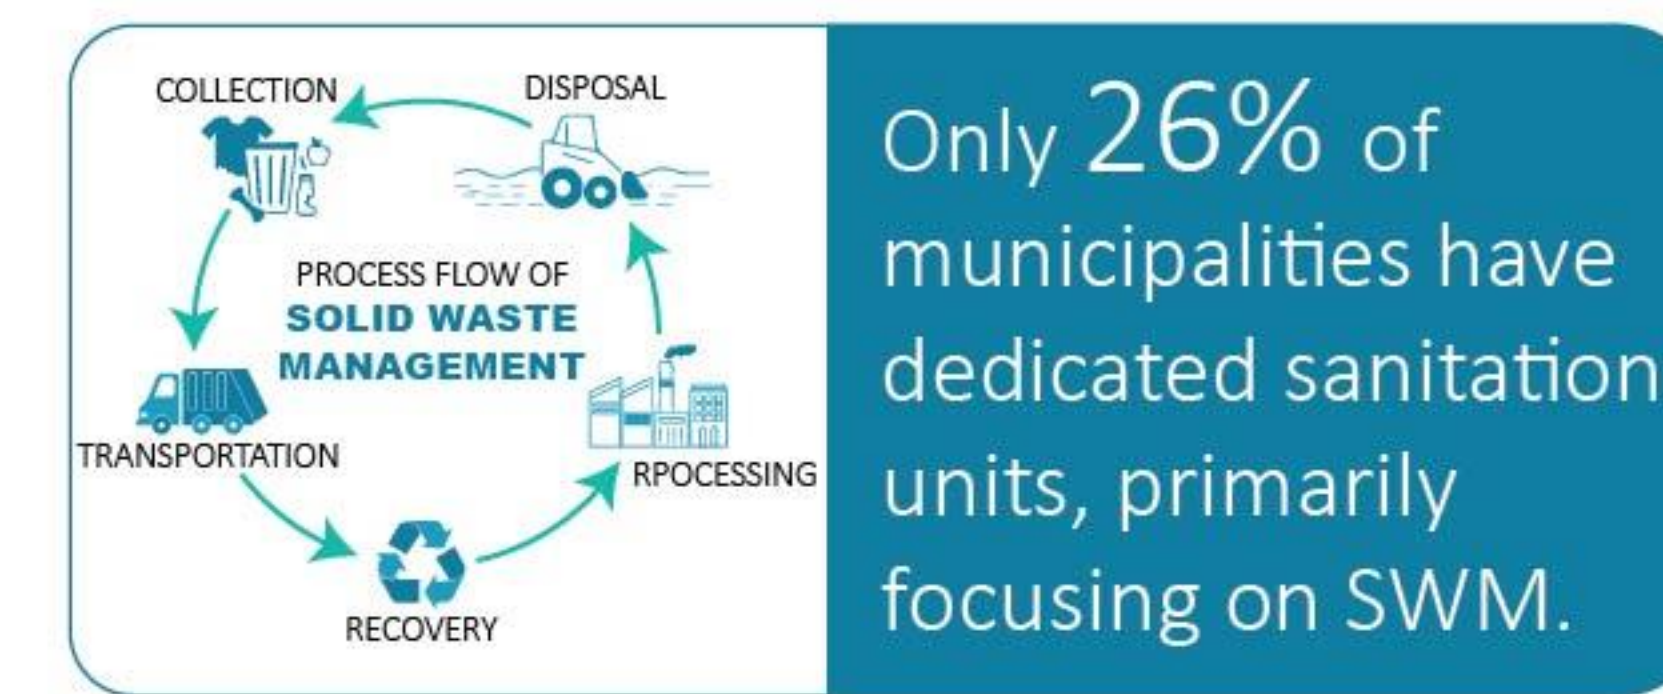 COLLECTION
DISPOSAL
PROCESS FLOW OF
SOLID WASTE
MANAGEMENT
TRANSPORTATION
RPOCESSING
RECOVERY
Only 26% of
municipalities have
dedicated sanitation
units, primarily
focusing on SWM.